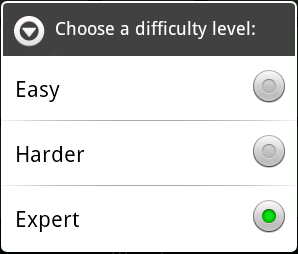 Choose a difficulty level:
Easy
Harder
Expert